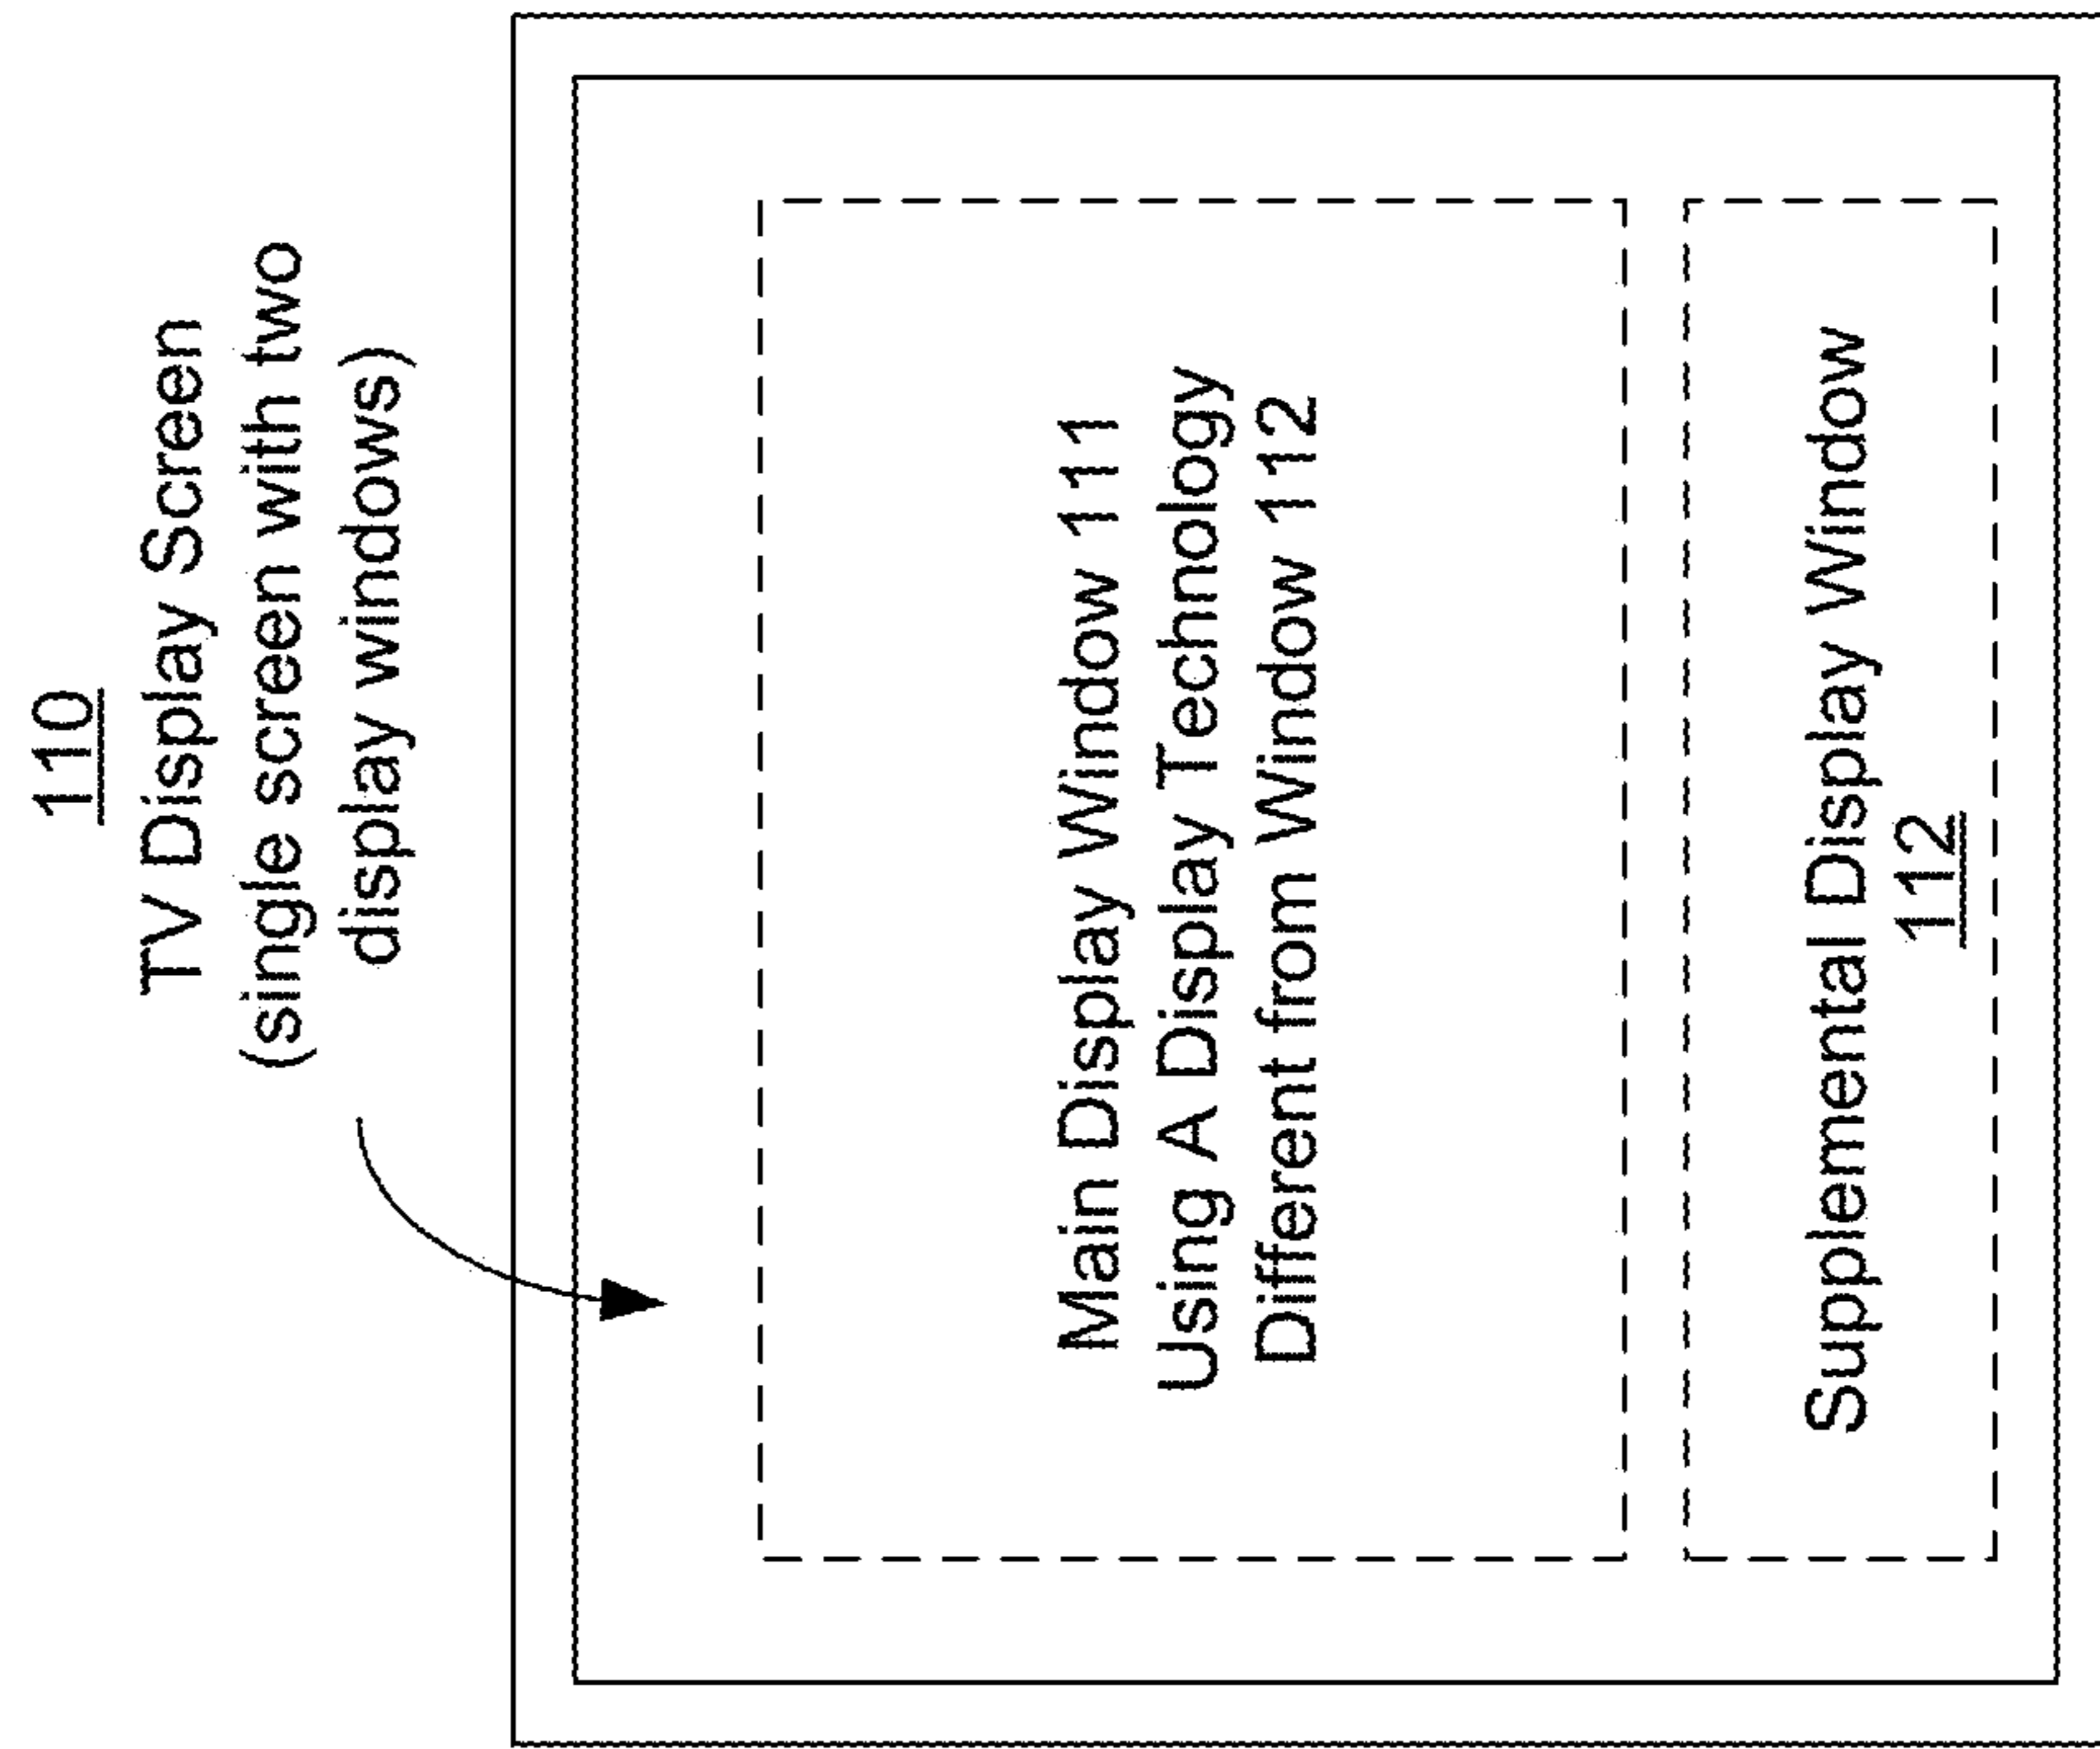 110
TV Display Screen
(single screen with two
display windows)
Main Display Window 111
Using A Display Technology
Different from Window 112
Supplemental Display Window
112